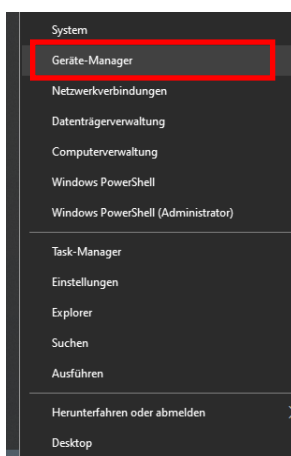 System
Geräte-Manager
Netzwerkverbindungen
Datenträgerverwaltung
Computerverwaltung
Windows PowerShell
Windows PowerShell (Administrator)
Task-Manager
Einstellungen
Explorer
Suchen
Ausführen
Herunterfahren oder abmelden
Desktop